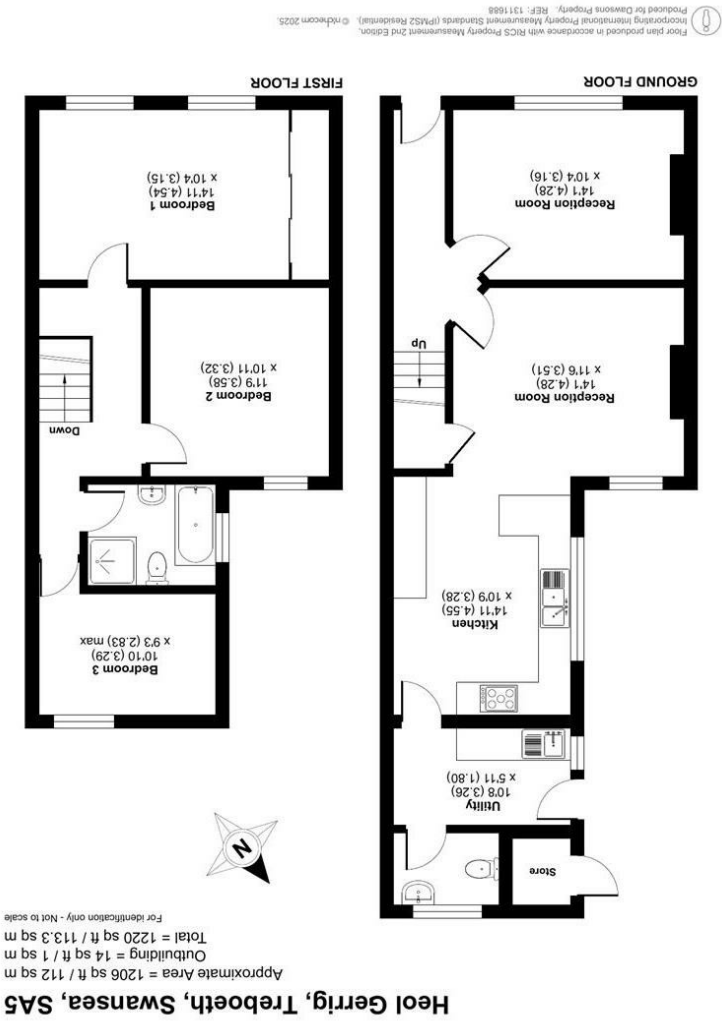 Heol Gerrig, Treboeth, Swansea, SA5
Approximate Area = 1206 sq ft / 112 sq m
Outbuilding = 14 sq ft / 1 sq m
Total = 1220 sq ft / 113.3 sq m
For identification only - Not to scale
N
Store
Utility
10'8 (3.26)
x 5'11 (1.80)
Kitchen
14'11 (4.55)
x 10'9 (3.28)
Reception Room
14'1 (4.28)
x 11'6 (3.51)
Up
Reception Room
14'1 (4.28)
x 10'4 (3.16)
GROUND FLOOR
Bedroom 3
10'10 (3.29)
x 9'3 (2.83) max
Down
Bedroom 2
11'9 (3.58)
x 10'11 (3.32)
Bedroom 1
14'11 (4.54)
x 10'4 (3.15)
FIRST FLOOR
Floor plan produced in accordance with RICS Property Measurement 2nd Edition,
Incorporating International Property Measurement Standards (IPMS2 Residential). © nichecom 2025.
Produced for Dawsons Property. REF: 1311688